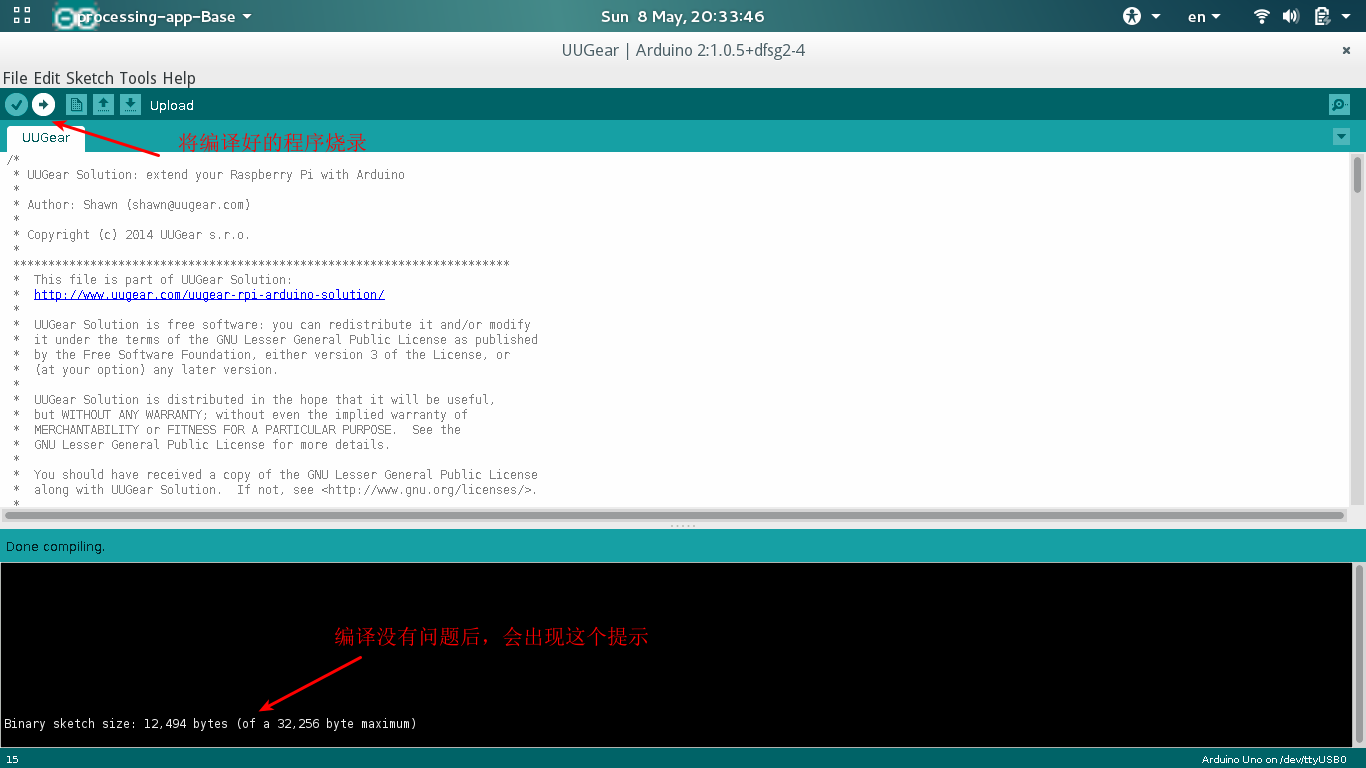 processing-app-Base
Sun 8 May, 20:33:46
en
UUGear | Arduino 2:1.0.5+dfsg2-4
File Edit Sketch Tools Help
Upload
UUGear
将编译好的程序烧录
/*
* UUGear Solution: extend your Raspberry Pi with Arduino
*
* Author: Shawn (shawn@uugear.com)
*
* Copyright (c) 2014 UUGear s.r.o.
*
***********************************************************************
* This file is part of UUGear Solution:
* http://www.uugear.com/uugear-rpi-arduino-solution/
*
* UUGear Solution is free software: you can redistribute it and/or modify
* it under the terms of the GNU Lesser General Public License as published
* by the Free Software Foundation, either version 3 of the License, or
* (at your option) any later version.
*
* UUGear Solution is distributed in the hope that it will be useful,
* but WITHOUT ANY WARRANTY; without even the implied warranty of
* MERCHANTABILITY or FITNESS FOR A PARTICULAR PURPOSE. See the
* GNU Lesser General Public License for more details.
*
* You should have received a copy of the GNU Lesser General Public License
* along with UUGear Solution. If not, see <http://www.gnu.org/licenses/>.
*
Done compiling.
编译没有问题后，会出现这个提示
Binary sketch size: 12,494 bytes (of a 32,256 byte maximum)
15
Arduino Uno on /dev/ttyUSB0